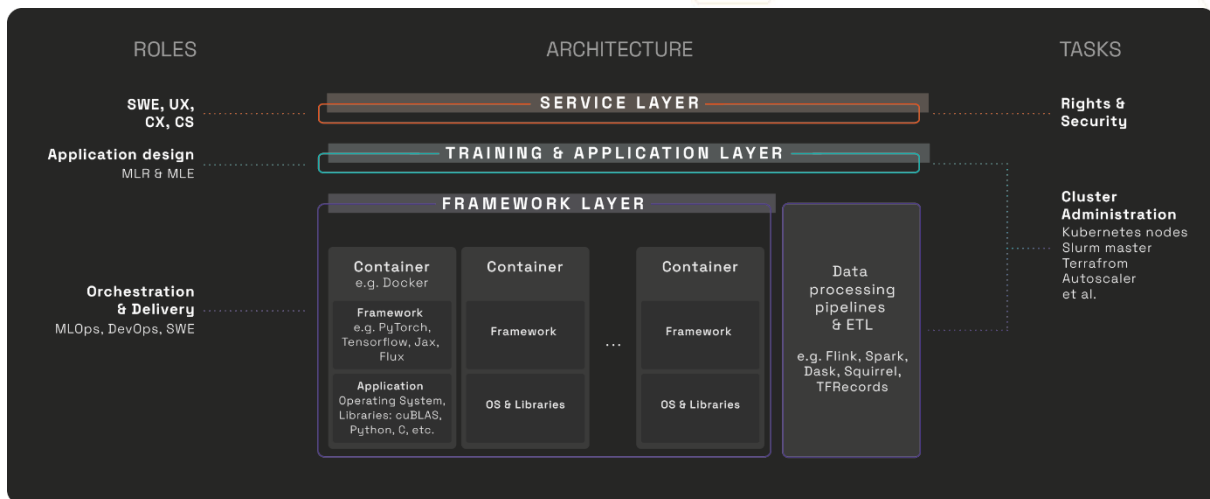 ROLES
ARCHITECTURE
TASKS
SWE, UX,
CX, CS
SERVICE LAYER
Rights &
Security
Application design
MLR & MLE
TRAINING & APPLICATION LAYER
Cluster
Administration
Kubernetes nodes
Slurm master
Terrafrom
Autoscaler
et al.
FRAMEWORK LAYER
Orchestration
& Delivery
MLOps, DevOps, SWE
Container
e.g. Docker
Framework
e.g. PyTorch,
Tensorflow, Jax,
Flux
Application
Operating System,
Libraries: cuBLAS,
Python, C, etc.
Container
Framework
OS & Libraries
...
Container
Framework
OS & Libraries
Data
processing
pipelines
& ETL
e.g. Flink, Spark,
Dask, Squirrel,
TFRecords